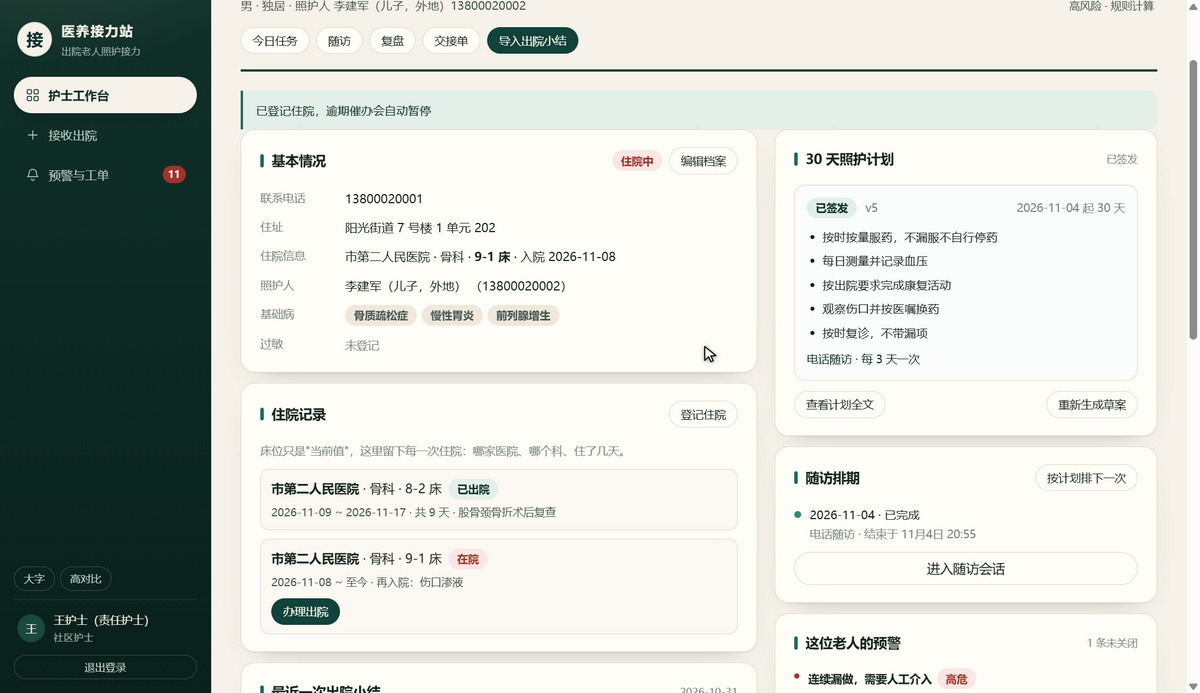 接
医养接力站
出院老人照护接力
护士工作台
接收出院
预警与工单
11
大字
高对比
王
王护士（责任护士）
社区护士
退出登录
男 · 独居 · 照护人 李建军（儿子，外地）13800020002
高风险 · 规则计算
今日任务
随访
复盘
交接单
导入出院小结
已登记住院，逾期催办会自动暂停
基本情况
住院中
编辑档案
联系电话 13800020001
住址 阳光街道 7 号楼 1 单元 202
住院信息 市第二人民医院 · 骨科 · 9-1 床 · 入院 2026-11-08
照护人 李建军（儿子，外地）（13800020002）
基础病 骨质疏松症 慢性胃炎 前列腺增生
过敏 未登记
住院记录
登记住院
床位只是"当前值"，这里留下每一次住院：哪家医院、哪个科、住了几天。
市第二人民医院 · 骨科 · 8-2 床 已出院
2026-11-09 ~ 2026-11-17 · 共 9 天 · 股骨颈骨折术后复查
市第二人民医院 · 骨科 · 9-1 床 在院
2026-11-08 ~ 至今 · 再入院：伤口渗液
办理出院
最近一次出院小结
2026-10-31
30 天照护计划
已签发
已签发 v5 2026-11-04 起 30 天
• 按时按量服药，不漏服不自行停药
• 每日测量并记录血压
• 按出院要求完成康复活动
• 观察伤口并按医嘱换药
• 按时复诊，不带漏项
电话随访 · 每 3 天一次
查看计划全文
重新生成草案
随访排期
按计划排下一次
2026-11-04 · 已完成
电话随访 · 结束于 11月4日 20:55
进入随访会话
这位老人的预警
1 条未关闭
连续漏做，需要人工介入 高危